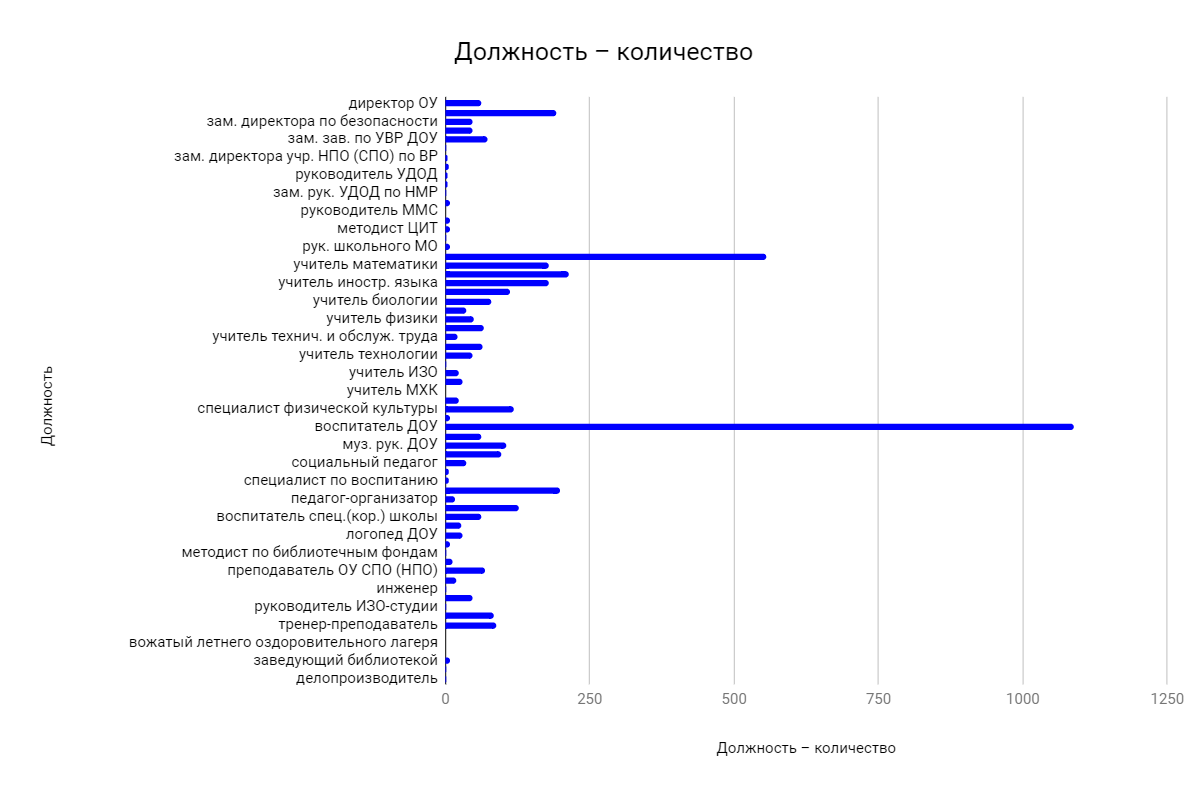 Должность – количество
директор ОУ
зам. директора по безопасности
зам. зав. по УВР ДОУ
зам. директора учр. НПО (СПО) по ВР
руководитель УДОД
зам. рук. УДОД по НМР
руководитель ММС
методист ЦИТ
рук. школьного МО
учитель математики
учитель иностр. языка
учитель биологии
учитель физики
учитель технич. и обслуж. труда
учитель технологии
учитель ИЗО
учитель МХК
специалист физической культуры
воспитатель ДОУ
муз. рук. ДОУ
социальный педагог
специалист по воспитанию
педагог-организатор
воспитатель спец.(кор.) школы
логопед ДОУ
методист по библиотечным фондам
преподаватель ОУ СПО (НПО)
инженер
руководитель ИЗО-студии
тренер-преподаватель
вожатый летнего оздоровительного лагеря
заведующий библиотекой
делопроизводитель
Должность
0 250 500 750 1000 1250
Должность – количество